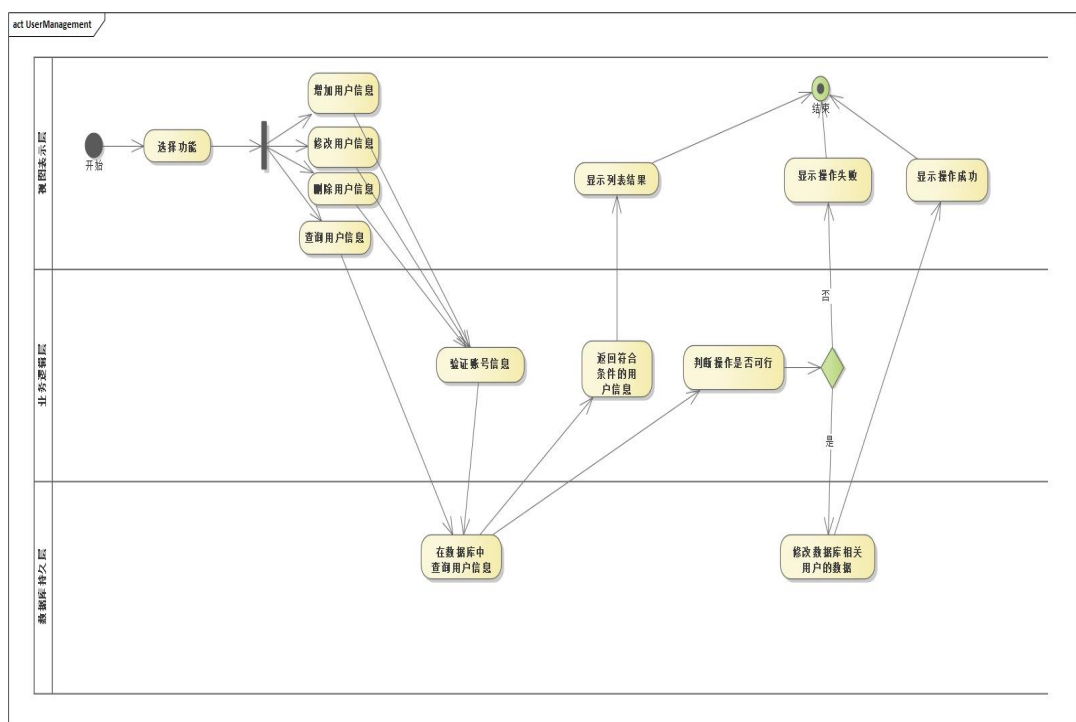 act UserManagement
视图表示层
开始
选择功能
增加用户信息
修改用户信息
删除用户信息
查询用户信息
显示列表结果
结束
显示操作失败
显示操作成功
业务逻辑层
验证账号信息
返回符合
条件的用
户信息
判断操作是否可行
否
是
数据库持久层
在数据库中
查询用户信息
修改数据库相关
用户的数据